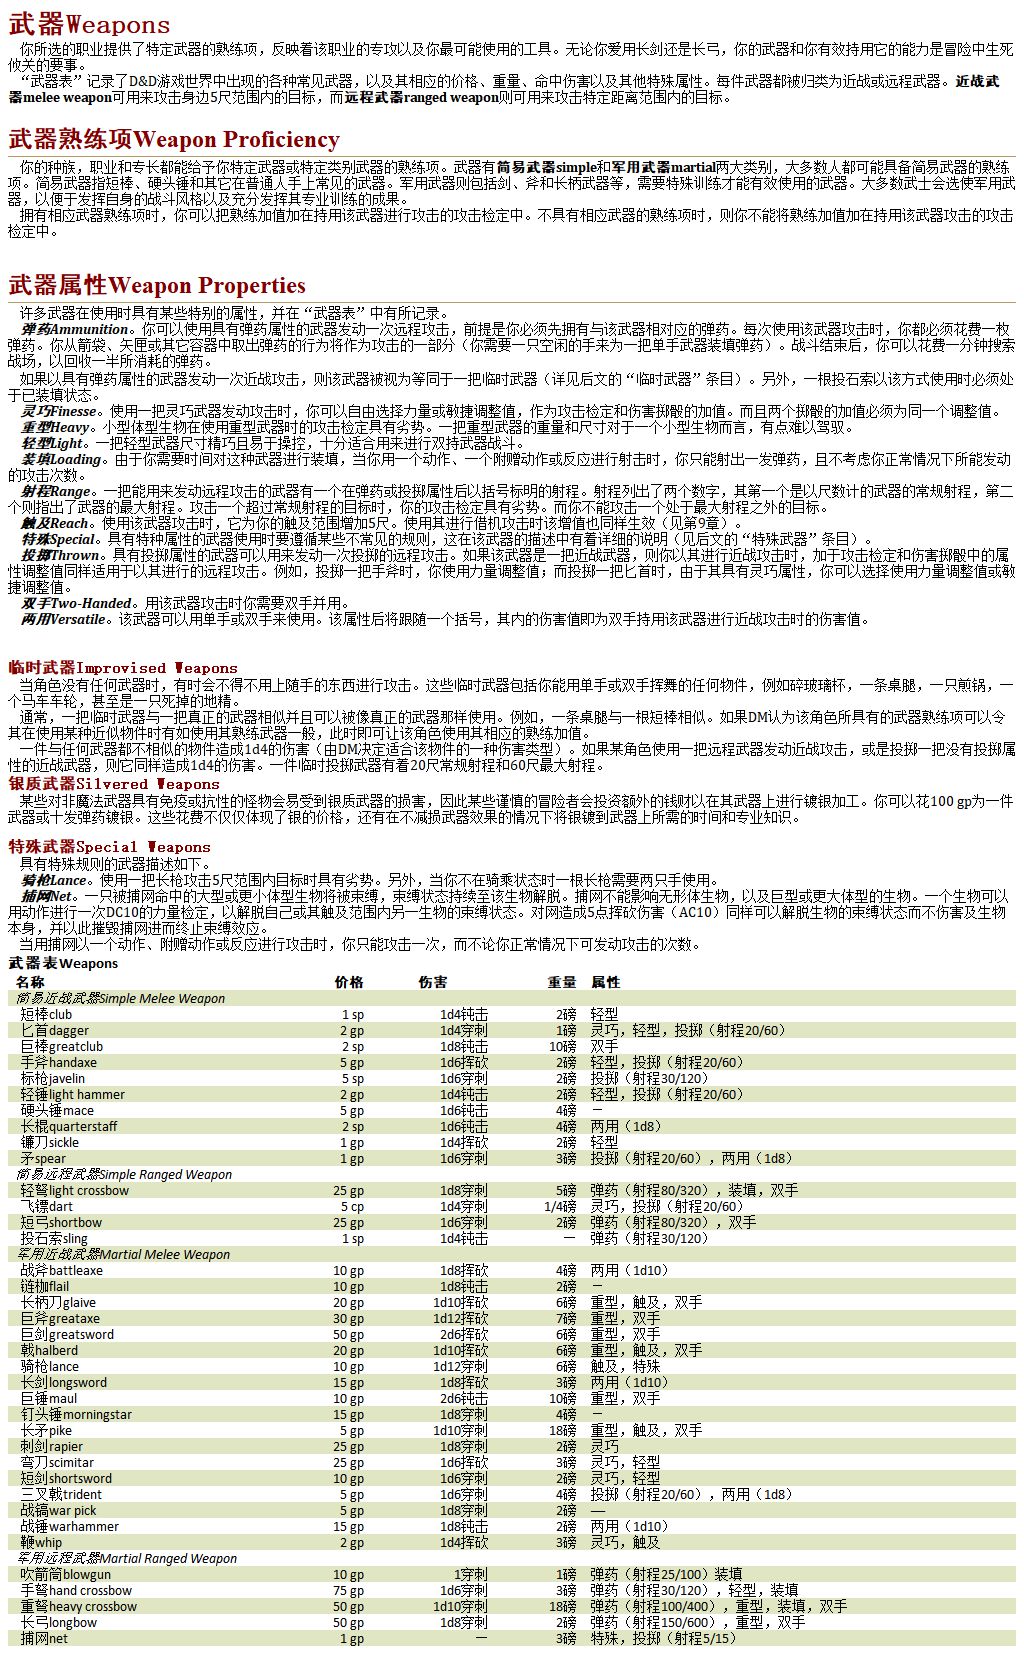 武器Weapons
你所选的职业提供了特定武器的熟练项，反映着该职业的专攻以及你最可能使用的工具。无论你爱用长剑还是长弓，你的武器和你有效持用它的能力是冒险中生死
攸关的要事。
“武器表”记录了D&D游戏世界中出现的各种常见武器，以及其相应的价格、重量、命中伤害以及其他特殊属性。每件武器都被归类为近战或远程武器。近战武
器melee weapon可用来攻击身边5尺范围内的目标，而远程武器ranged weapon则可用来攻击特定距离范围内的目标。
武器熟练项Weapon Proficiency
你的种族，职业和专长都能给予你特定武器或特定类别武器的熟练项。武器有简易武器simple和军用武器martial两大类别，大多数人都可能具备简易武器的熟练
项。简易武器指短棒、硬头锤和其它在普通人手上常见的武器。军用武器则包括剑、斧和长柄武器等，需要特殊训练才能有效使用的武器。大多数武士会选使军用武
器，以便于发挥自身的战斗风格以及充分发挥其专业训练的成果。
拥有相应武器熟练项时，你可以把熟练加值加在持用该武器进行攻击的攻击检定中。不具有相应武器的熟练项时，则你不能将熟练加值加在持用该武器攻击的攻击
检定中。
武器属性Weapon Properties
许多武器在使用时具有某些特别的属性，并在“武器表”中有所记录。
弹药Ammunition。你可以使用具有弹药属性的武器发动一次远程攻击，前提是你必须先拥有与该武器相对应的弹药。每次使用该武器攻击时，你都必须花费一枚
弹药。你从箭袋、矢匣或其它容器中取出弹药的行为将作为攻击的一部分（你需要一只空闲的手来为一把单手武器装填弹药）。战斗结束后，你可以花费一分钟搜索
战场，以回收一半所消耗的弹药。
如果以具有弹药属性的武器发动一次近战攻击，则该武器被视为等同于一把临时武器（详见后文的“临时武器”条目）。另外，一根投石索以该方式使用时必须处
于已装填状态。
灵巧Finesse。使用一把灵巧武器发动攻击时，你可以自由选择力量或敏捷调整值，作为攻击检定和伤害掷骰的加值。而且两个掷骰的加值必须为同一个调整值。
重型Heavy。小型体型生物在使用重型武器时的攻击检定具有劣势。一把重型武器的重量和尺寸对于一个小型生物而言，有点难以驾驭。
轻型Light。一把轻型武器尺寸精巧且易于操控，十分适合用来进行双持武器战斗。
装填Loading。由于你需要时间对这种武器进行装填，当你用一个动作、一个附赠动作或反应进行射击时，你只能射出一发弹药，且不考虑你正常情况下所能发动
的攻击次数。
射程Range。一把能用来发动远程攻击的武器有一个在弹药或投掷属性后以括号标明的射程。射程列出了两个数字，其第一个是以尺数计的武器的常规射程，第二
个则指出了武器的最大射程。攻击一个超过常规射程的目标时，你的攻击检定具有劣势。而你不能攻击一个处于最大射程之外的目标。
触及Reach。使用该武器攻击时，它为你的触及范围增加5尺。使用其进行借机攻击时该增值也同样生效（见第9章）。
特殊Special。具有特种属性的武器使用时要遵循某些不常见的规则，这在该武器的描述中有着详细的说明（见后文的“特殊武器”条目）。
投掷Thrown。具有投掷属性的武器可以用来发动一次投掷的远程攻击。如果该武器是一把近战武器，则你以其进行近战攻击时，加于攻击检定和伤害掷骰中的属
性调整值同样适用于以其进行的远程攻击。例如，投掷一把手斧时，你使用力量调整值；而投掷一把匕首时，由于其具有灵巧属性，你可以选择使用力量调整值或敏
捷调整值。
双手Two-Handed。用该武器攻击时你需要双手并用。
两用Versatile。该武器可以用单手或双手来使用。该属性后将跟随一个括号，其内的伤害值即为双手持用该武器进行近战攻击时的伤害值。
临时武器Improvised Weapons
当角色没有任何武器时，有时会不得不用上随手的东西进行攻击。这些临时武器包括你能用单手或双手挥舞的任何物件，例如碎玻璃杯，一条桌腿，一只煎锅，一
个马车车轮，甚至是一只死掉的地精。
通常，一把临时武器与一把真正的武器相似并且可以被像真正的武器那样使用。例如，一条桌腿与一根短棒相似。如果DM认为该角色所具有的武器熟练项可以令
其在使用某种近似物件时有如使用其熟练武器一般，此时即可让该角色使用其相应的熟练加值。
一件与任何武器都不相似的物件造成1d4的伤害（由DM决定适合该物件的一种伤害类型）。如果某角色使用一把远程武器发动近战攻击，或是投掷一把没有投掷属
性的近战武器，则它同样造成1d4的伤害。一件临时投掷武器有着20尺常规射程和60尺最大射程。
银质武器Silvered Weapons
某些对非魔法武器具有免疫或抗性的怪物会易受到银质武器的损害，因此某些谨慎的冒险者会投资额外的钱财以在其武器上进行镀银加工。你可以花100 gp为一件
武器或十发弹药镀银。这些花费不仅仅体现了银的价格，还有在不减损武器效果的情况下将银镀到武器上所需的时间和专业知识。
特殊武器Special Weapons
具有特殊规则的武器描述如下。
骑枪Lance。使用一把长枪攻击5尺范围内目标时具有劣势。另外，当你不在骑乘状态时一根长枪需要两只手使用。
捕网Net。一只被捕网命中的大型或更小体型生物将被束缚，束缚状态持续至该生物解脱。捕网不能影响无形体生物，以及巨型或更大体型的生物。一个生物可以
用动作进行一次DC10的力量检定，以解脱自己或其触及范围内另一生物的束缚状态。对网造成5点挥砍伤害（AC10）同样可以解脱生物的束缚状态而不伤害及生物
本身，并以此摧毁捕网进而终止束缚效应。
当用捕网以一个动作、附赠动作或反应进行攻击时，你只能攻击一次，而不论你正常情况下可发动攻击的次数。
武器表Weapons
名称 价格 伤害 重量 属性
简易近战武器Simple Melee Weapon
短棒club 1 sp 1d4钝击 2磅 轻型
匕首dagger 2 gp 1d4穿刺 1磅 灵巧，轻型，投掷（射程20/60）
巨棒greatclub 2 sp 1d8钝击 10磅 双手
手斧handaxe 5 gp 1d6挥砍 2磅 轻型，投掷（射程20/60）
标枪javelin 5 sp 1d6穿刺 2磅 投掷（射程30/120）
轻锤light hammer 2 gp 1d4钝击 2磅 轻型，投掷（射程20/60）
硬头锤mace 5 gp 1d6钝击 4磅 —
长棍quarterstaff 2 sp 1d6钝击 4磅 两用（1d8）
镰刀sickle 1 gp 1d4挥砍 2磅 轻型
矛spear 1 gp 1d6穿刺 3磅 投掷（射程20/60），两用（1d8）
简易远程武器Simple Ranged Weapon
轻弩light crossbow 25 gp 1d8穿刺 5磅 弹药（射程80/320），装填，双手
飞镖dart 5 cp 1d4穿刺 1/4磅 灵巧，投掷（射程20/60）
短弓shortbow 25 gp 1d6穿刺 2磅 弹药（射程80/320），双手
投石索sling 1 sp 1d4钝击 — 弹药（射程30/120）
军用近战武器Martial Melee Weapon
战斧battleaxe 10 gp 1d8挥砍 4磅 两用（1d10）
链枷flail 10 gp 1d8钝击 2磅 —
长柄刀glaive 20 gp 1d10挥砍 6磅 重型，触及，双手
巨斧greataxe 30 gp 1d12挥砍 7磅 重型，双手
巨剑greatsword 50 gp 2d6挥砍 6磅 重型，双手
戟halberd 20 gp 1d10挥砍 6磅 重型，触及，双手
骑枪lance 10 gp 1d12穿刺 6磅 触及，特殊
长剑longsword 15 gp 1d8挥砍 3磅 两用（1d10）
巨锤maul 10 gp 2d6钝击 10磅 重型，双手
钉头锤morningstar 15 gp 1d8穿刺 4磅 —
长矛pike 5 gp 1d10穿刺 18磅 重型，触及，双手
刺剑rapier 25 gp 1d8穿刺 2磅 灵巧
弯刀scimitar 25 gp 1d6挥砍 3磅 灵巧，轻型
短剑shortsword 10 gp 1d6穿刺 2磅 灵巧，轻型
三叉戟trident 5 gp 1d6穿刺 4磅 投掷（射程20/60），两用（1d8）
战镐war pick 5 gp 1d8穿刺 2磅 —
战锤warhammer 15 gp 1d8钝击 2磅 两用（1d10）
鞭whip 2 gp 1d4挥砍 3磅 灵巧，触及
军用远程武器Martial Ranged Weapon
吹箭筒blowgun 10 gp 1穿刺 1磅 弹药（射程25/100）装填
手弩hand crossbow 75 gp 1d6穿刺 3磅 弹药（射程30/120），轻型，装填
重弩heavy crossbow 50 gp 1d10穿刺 18磅 弹药（射程100/400），重型，装填，双手
长弓longbow 50 gp 1d8穿刺 2磅 弹药（射程150/600），重型，双手
捕网net 1 gp — 3磅 特殊，投掷（射程5/15）